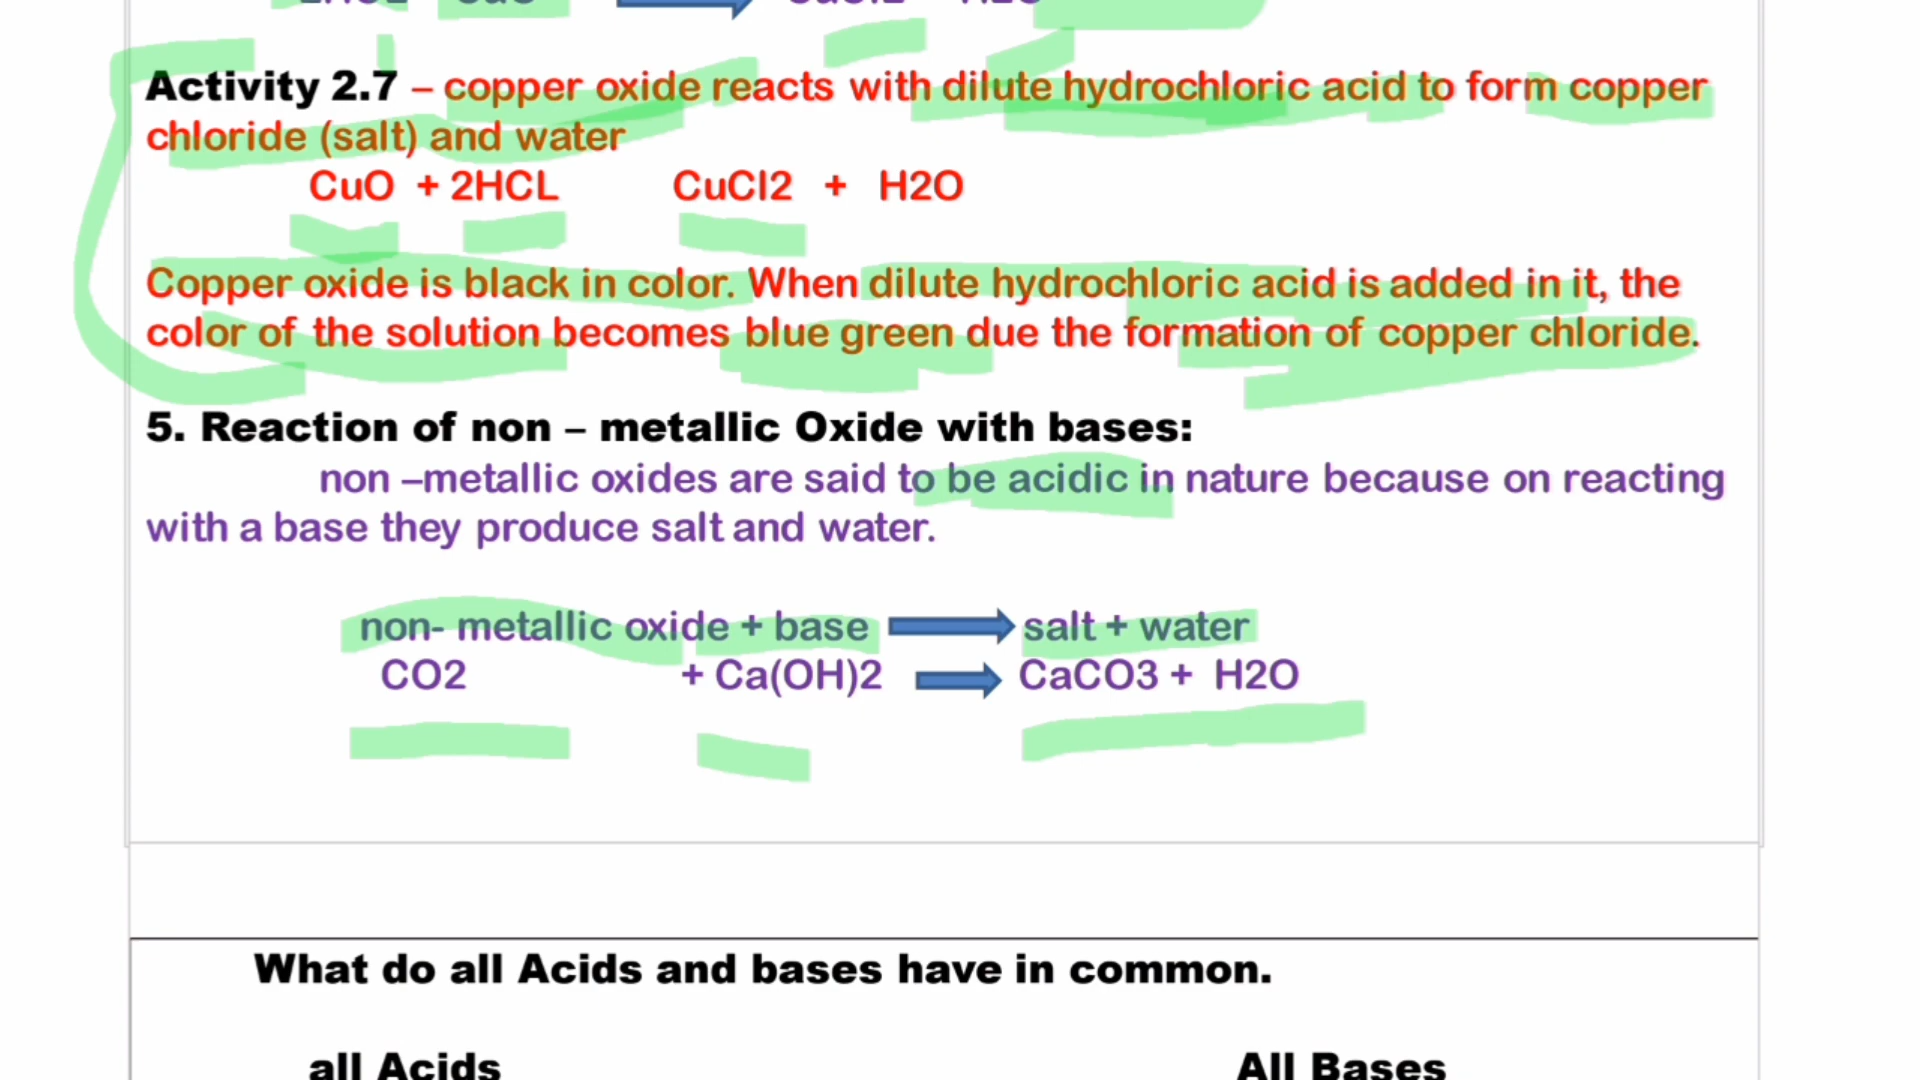 Activity 2.7 – copper oxide reacts with dilute hydrochloric acid to form copper
chloride (salt) and water
CuO + 2HCL CuCl2 + H2O
Copper oxide is black in color. When dilute hydrochloric acid is added in it, the
color of the solution becomes blue green due the formation of copper chloride.
5. Reaction of non – metallic Oxide with bases:
non –metallic oxides are said to be acidic in nature because on reacting
with a base they produce salt and water.
non- metallic oxide + base salt + water
CO2 + Ca(OH)2 CaCO3 + H2O
What do all Acids and bases have in common.
all Acids All Bases